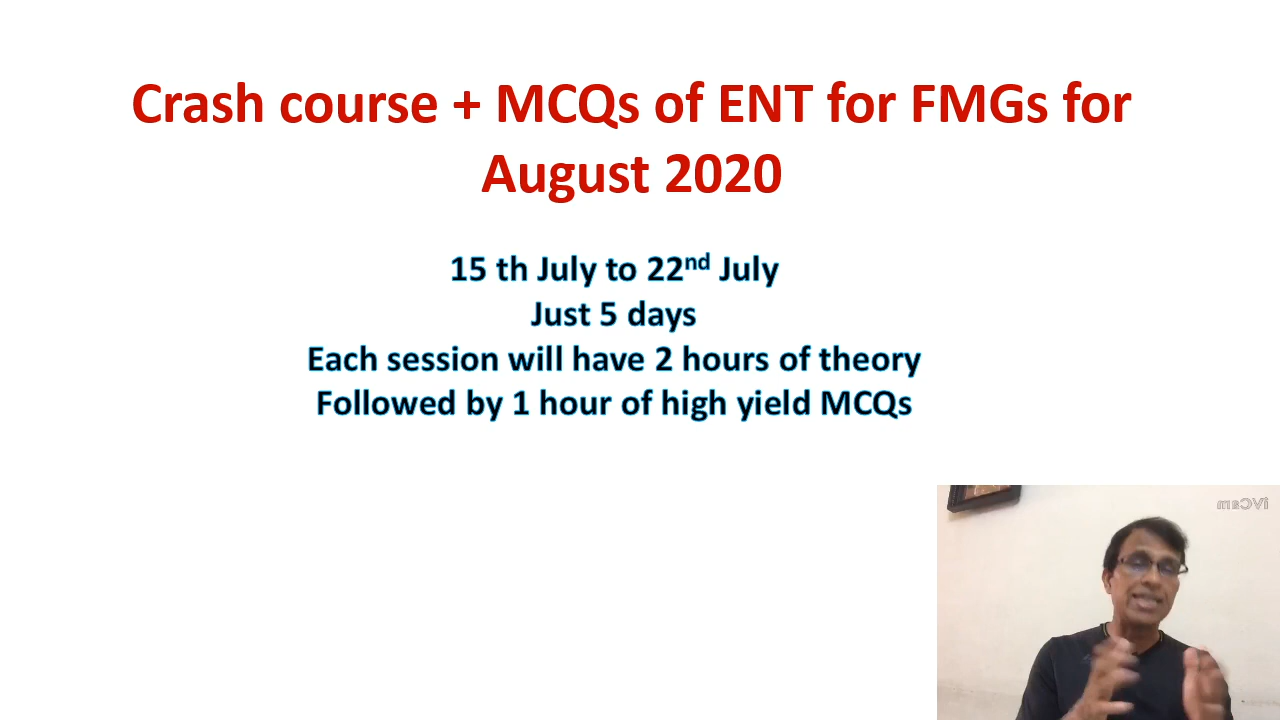 Crash course + MCQs of ENT for FMGs for
August 2020
15 th July to 22nd July
Just 5 days
Each session will have 2 hours of theory
Followed by 1 hour of high yield MCQs
iVCam